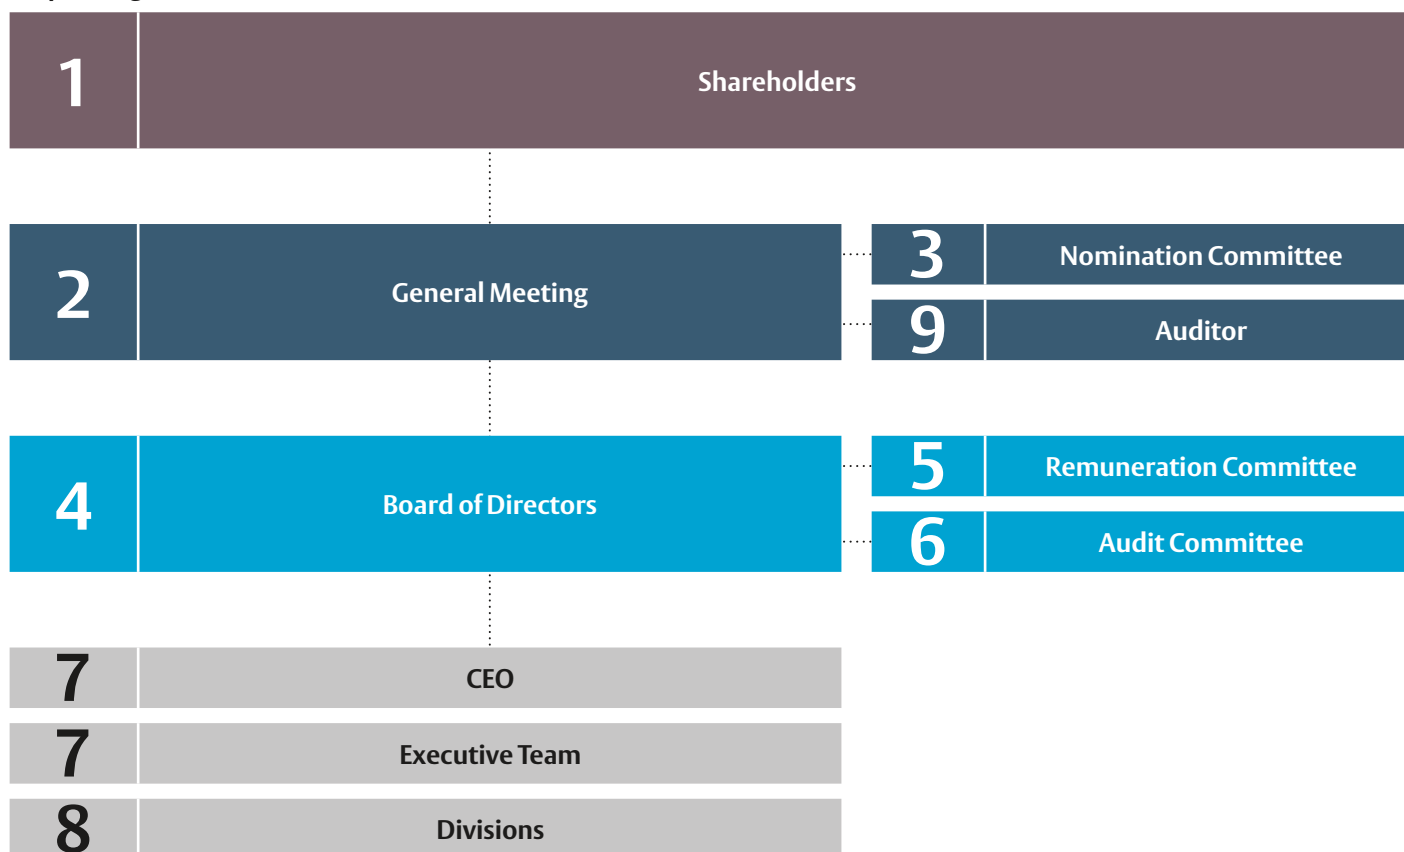 1
Shareholders
2
General Meeting
3
Nomination Committee
9
Auditor
4
Board of Directors
5
Remuneration Committee
6
Audit Committee
7
CEO
7
Executive Team
8
Divisions